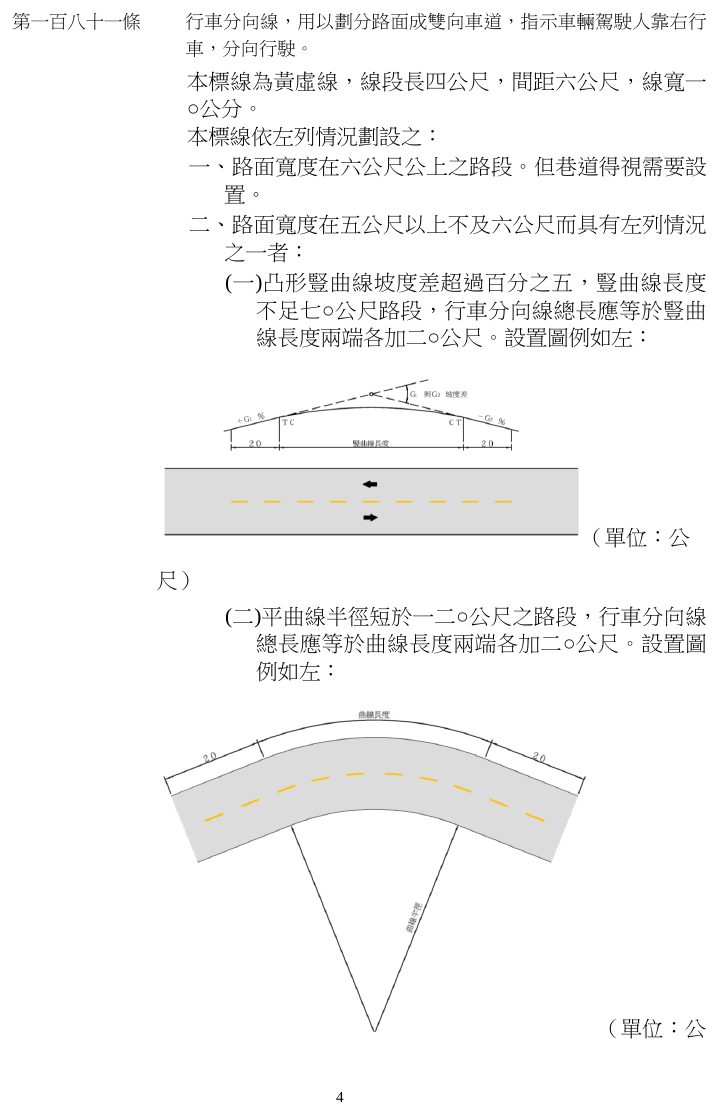 第一百八十一條 行車分向線，用以劃分路面成雙向車道，指示車輛駕駛人靠右行
車，分向行駛。
本標線為黃虛線，線段長四公尺，間距六公尺，線寬一
○公分。
本標線依左列情況劃設之：
一、路面寬度在六公尺公上之路段。但巷道得視需要設
置。
二、路面寬度在五公尺以上不及六公尺而具有左列情況
之一者：
(一)凸形豎曲線坡度差超過百分之五，豎曲線長度
不足七○公尺路段，行車分向線總長應等於豎曲
線長度兩端各加二○公尺。設置圖例如左：
G₁ 與G₂ 坡度差
+G₁ %
TC
CT
-G₂ %
20
豎曲線長度
20
（單位：公
尺）
(二)平曲線半徑短於一二○公尺之路段，行車分向線
總長應等於曲線長度兩端各加二○公尺。設置圖
例如左：
曲線長度
20
20
曲線半徑
（單位：公
4